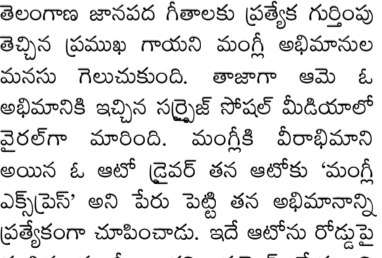 తెలంగాణ జానపద గీతాలకు ప్రత్యేక గుర్తింపు
తెచ్చిన ప్రముఖ గాయని మంగ్లీ అభిమానుల
మనసు గెలుచుకుంది. తాజాగా ఆమె ఓ
అభిమానికి ఇచ్చిన సర్ప్రైజ్ సోషల్ మీడియాలో
వైరల్‌గా మారింది. మంగ్లీకి వీరాభిమాని
అయిన ఓ ఆటో డ్రైవర్ తన ఆటోకు ‘మంగ్లీ
ఎక్స్‌ప్రెస్’ అని పేరు పెట్టి తన అభిమానాన్ని
ప్రత్యేకంగా చూపించాడు. ఇదే ఆటోను రోడ్డుపై